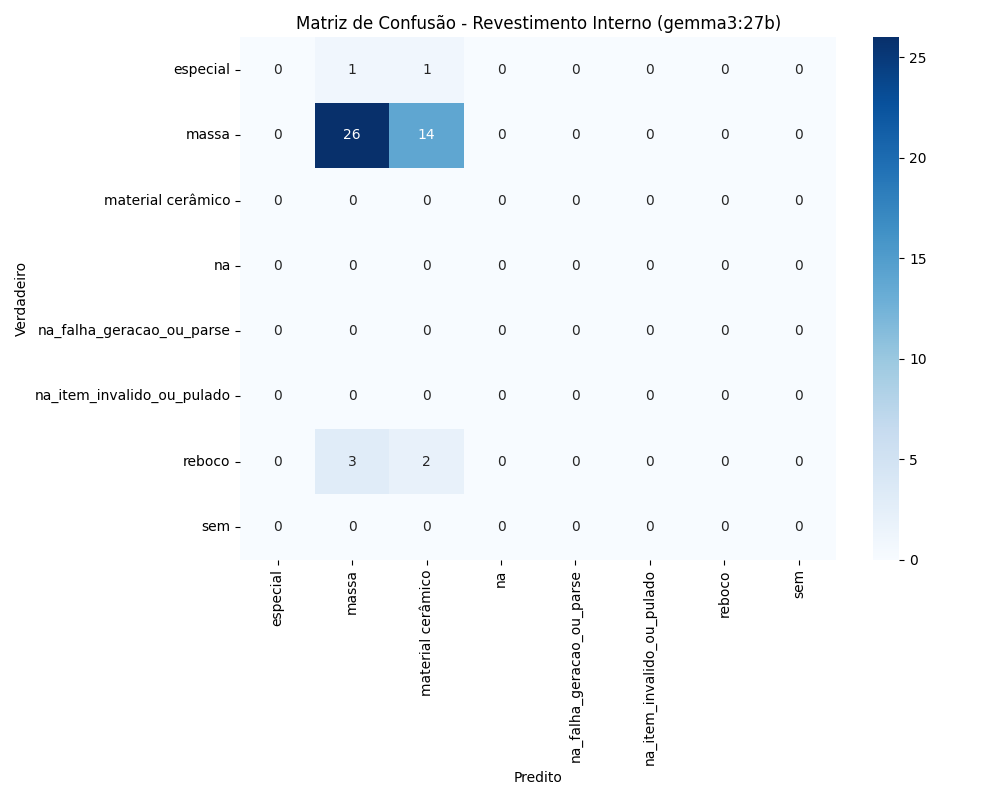 Matriz de Confusão - Revestimento Interno (gemma3:27b)
especial 0 1 1 0 0 0 0 0
massa 0 26 14 0 0 0 0 0
material cerâmico 0 0 0 0 0 0 0 0
na 0 0 0 0 0 0 0 0
na_falha_geracao_ou_parse 0 0 0 0 0 0 0 0
na_item_invalido_ou_pulado 0 0 0 0 0 0 0 0
reboco 0 3 2 0 0 0 0 0
sem 0 0 0 0 0 0 0 0
Verdadeiro
especial
massa
material cerâmico
na
na_falha_geracao_ou_parse
na_item_invalido_ou_pulado
reboco
sem
Predito
25
20
15
10
5
0